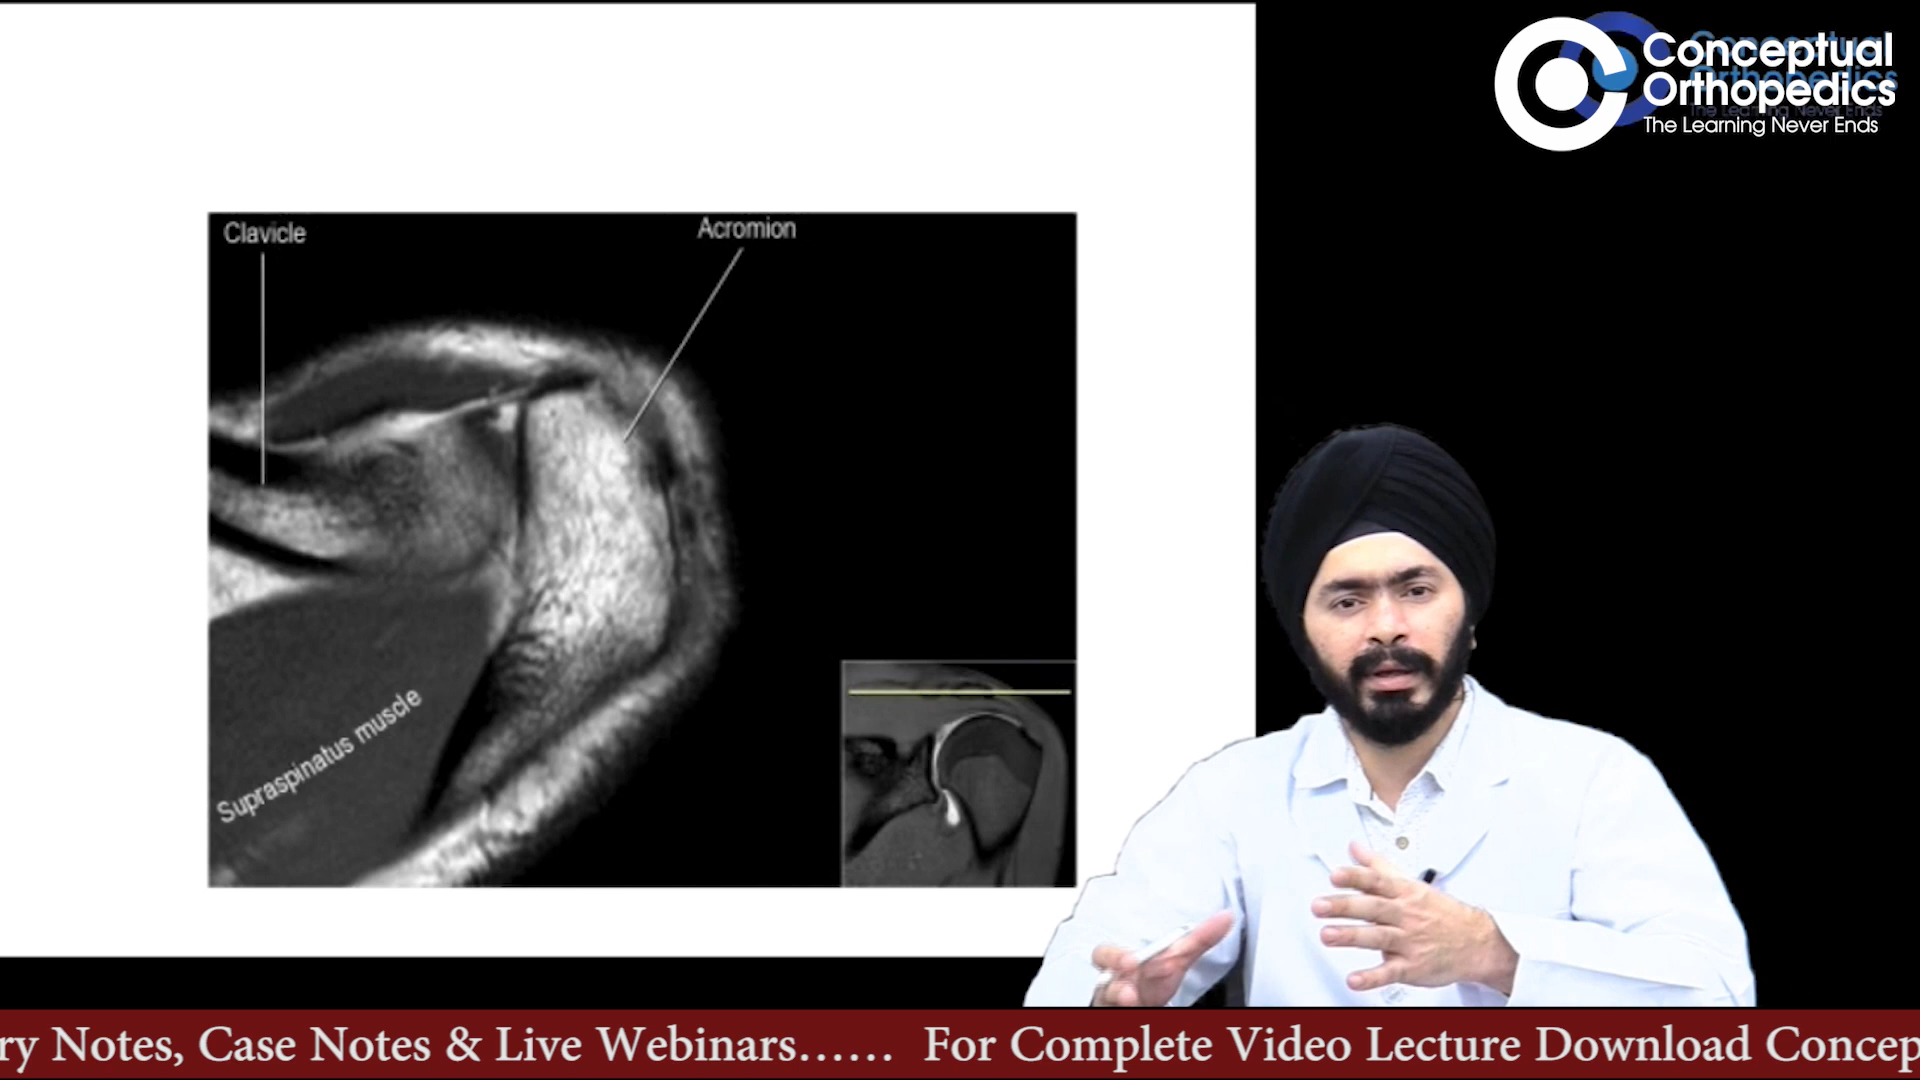 Conceptual
Orthopedics
The Learning Never Ends
Clavicle
Acromion
Supraspinatus muscle
ry Notes, Case Notes & Live Webinars...... For Complete Video Lecture Download Concep